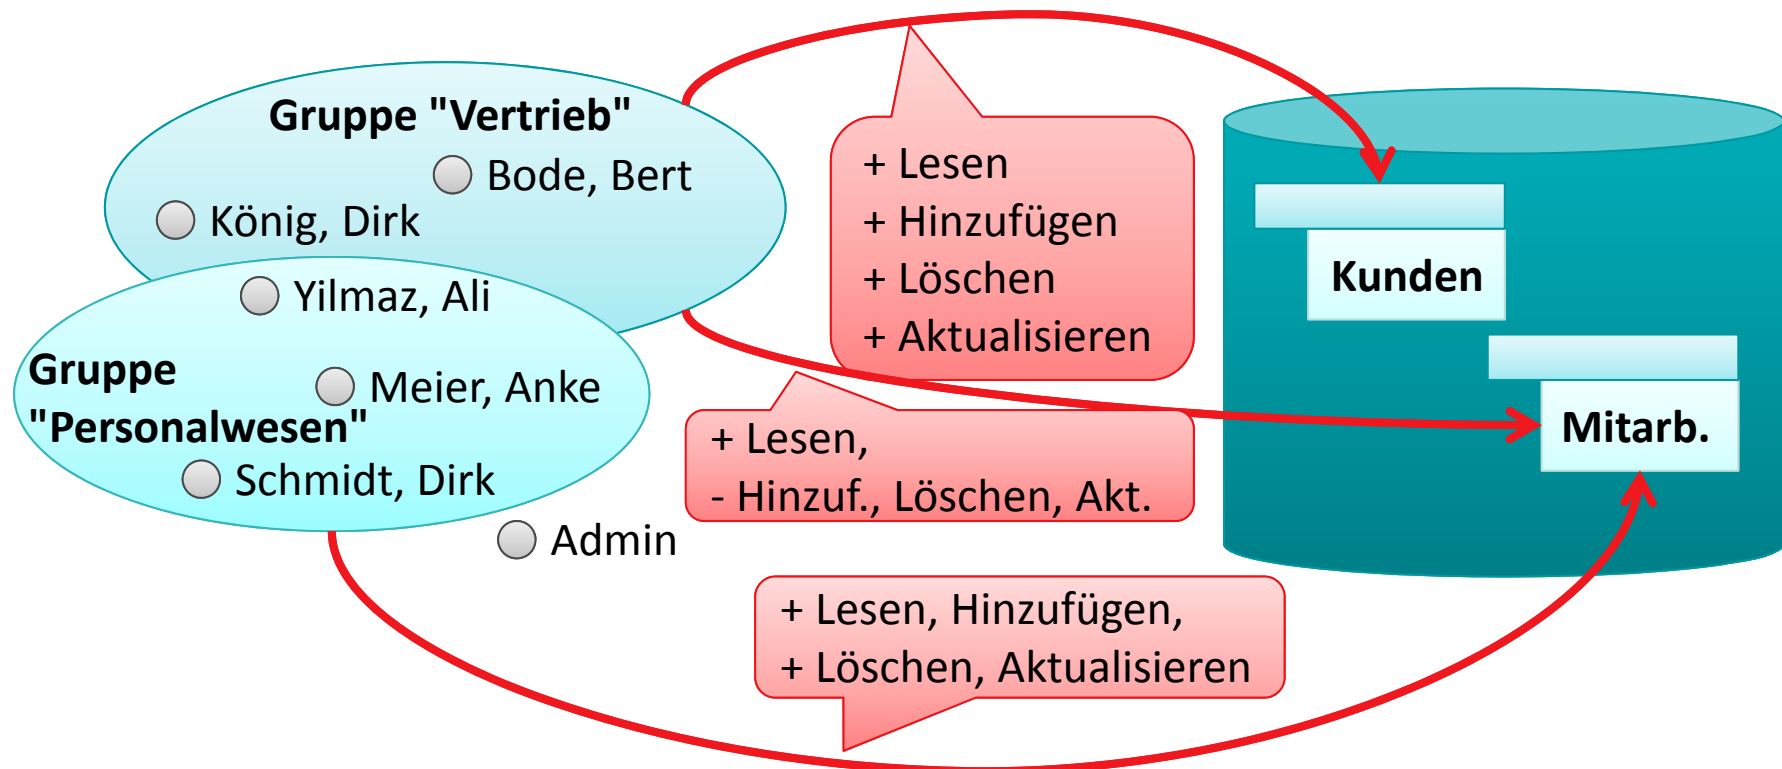 Gruppe "Vertrieb"
Bode, Bert
König, Dirk
Yilmaz, Ali
Gruppe
"Personalwesen"
Meier, Anke
Schmidt, Dirk
Admin
+ Lesen
+ Hinzufügen
+ Löschen
+ Aktualisieren
+ Lesen,
- Hinzuf., Löschen, Akt.
+ Lesen, Hinzufügen,
+ Löschen, Aktualisieren
Kunden
Mitarb.